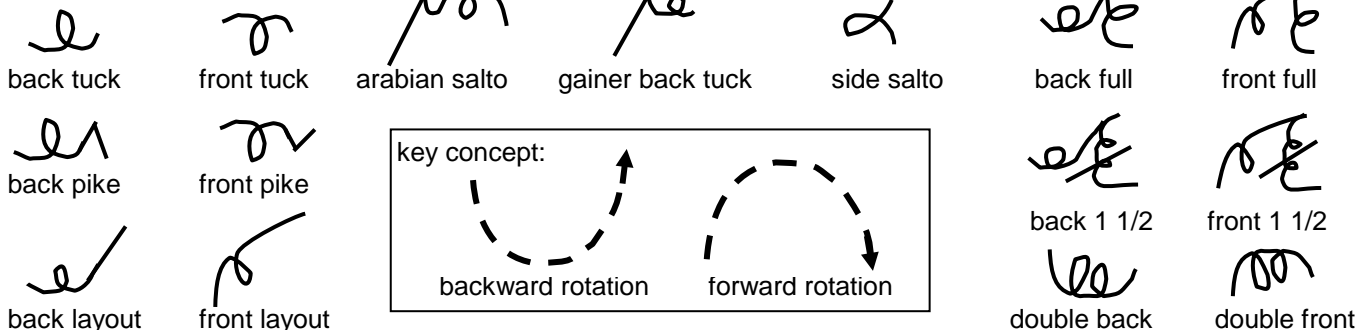 back tuck front tuck arabian salto gainer back tuck side salto back full front full
key concept:
back pike front pike
back 1 1/2 front 1 1/2
backward rotation forward rotation
back layout front layout double back double front